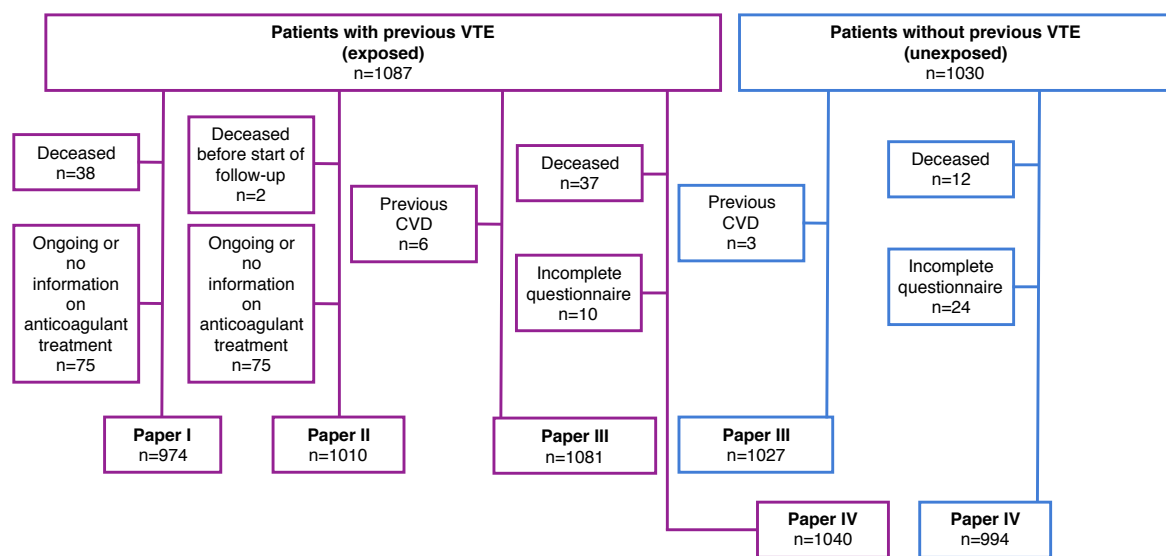 Patients with previous VTE
(exposed)
n=1087
Patients without previous VTE
(unexposed)
n=1030
Deceased
n=38
Deceased
before start of
follow-up
n=2
Previous
CVD
n=6
Deceased
n=37
Previous
CVD
n=3
Deceased
n=12
Ongoing or
no
information
on
anticoagulant
treatment
n=75
Ongoing or
no
information
on
anticoagulant
treatment
n=75
Incomplete
questionnaire
n=10
Incomplete
questionnaire
n=24
Paper I
n=974
Paper II
n=1010
Paper III
n=1081
Paper III
n=1027
Paper IV
n=1040
Paper IV
n=994